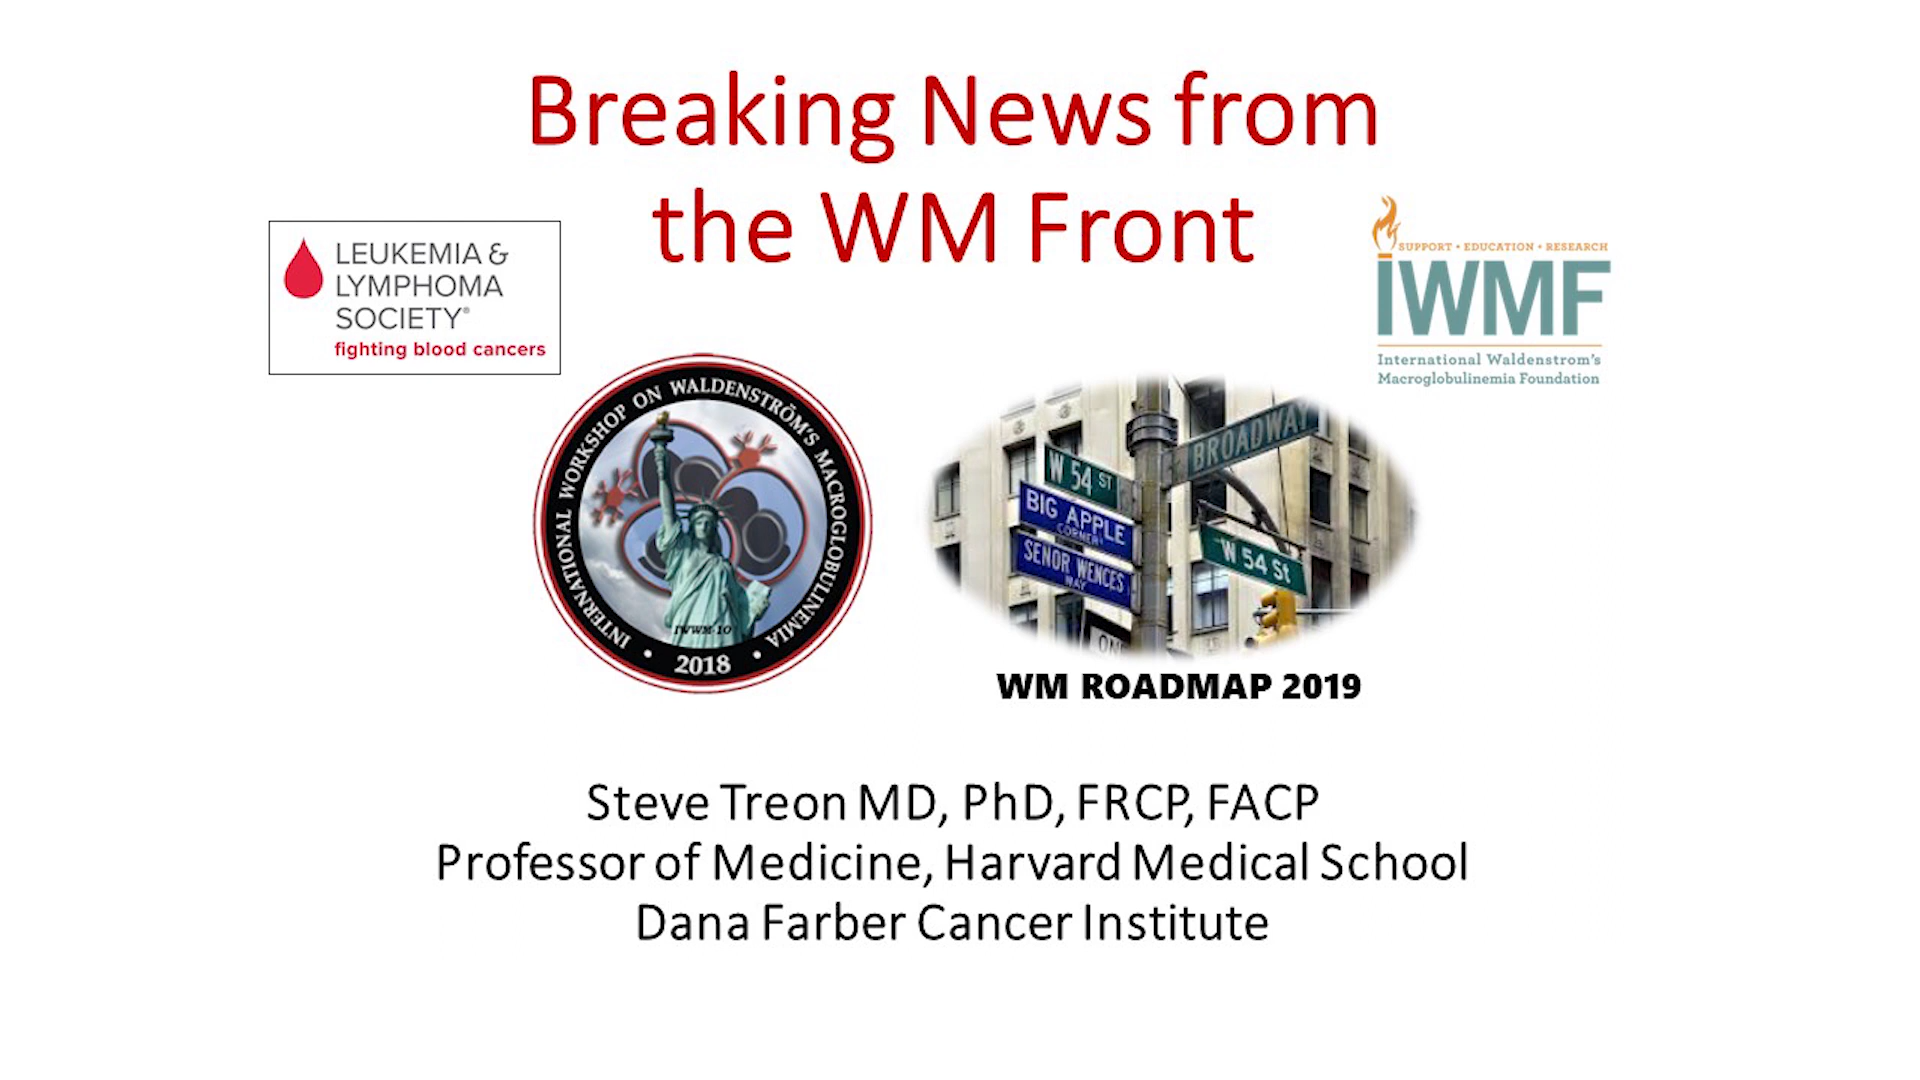 Breaking News from
the WM Front
LEUKEMIA &
LYMPHOMA
SOCIETY®
fighting blood cancers
SUPPORT • EDUCATION • RESEARCH
IWMF
International Waldenstrom's
Macroglobulinemia Foundation
INTERNATIONAL WORKSHOP ON WALDENSTRÖM'S MACROGLOBULINEMIA
IWWM-10
• 2018 •
BROADWAY
W 54 ST
BIG APPLE
CORNER
SENOR WENCES
WAY
W 54 St
ON
WM ROADMAP 2019
Steve Treon MD, PhD, FRCP, FACP
Professor of Medicine, Harvard Medical School
Dana Farber Cancer Institute